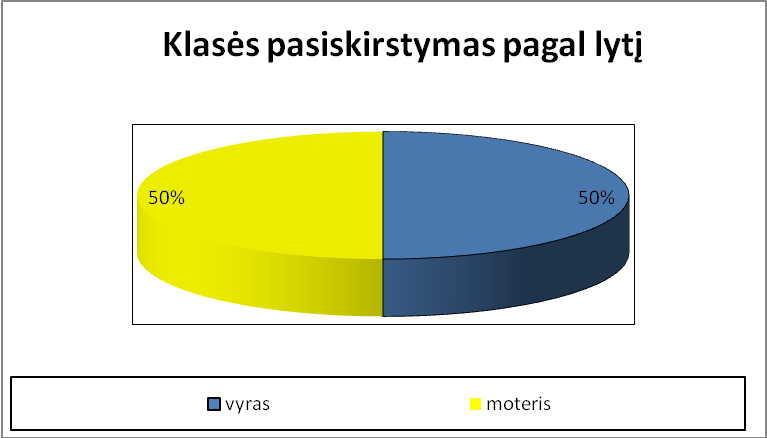 Klasės pasiskirstymas pagal lytį
50%
50%
vyras
moteris